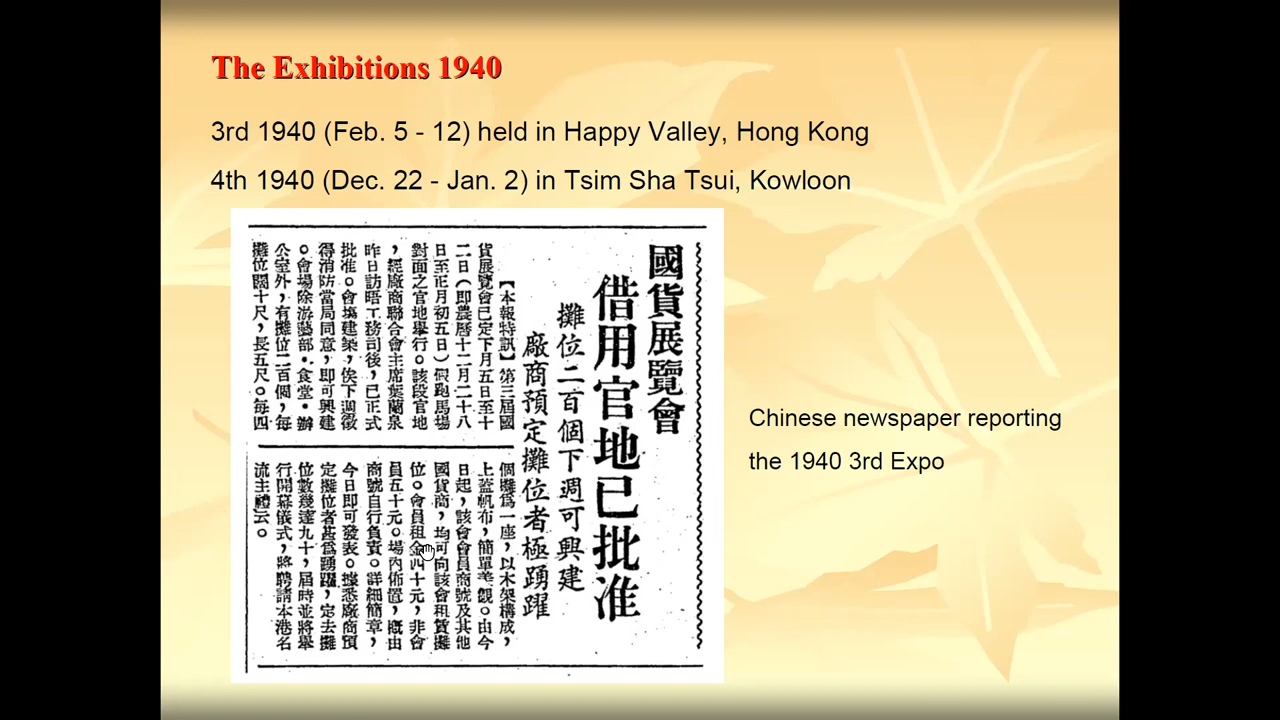 The Exhibitions 1940
3rd 1940 (Feb. 5 - 12) held in Happy Valley, Hong Kong
4th 1940 (Dec. 22 - Jan. 2) in Tsim Sha Tsui, Kowloon
國貨展覽會
借用官地已批准
攤位二百個下週可興建
廠商預定攤位者極踴躍
【本報特訊】第三屆國
貨展覽會已定下月五日至十
二日(即農曆十二月二十八
日至正月初五日)假跑馬場
對面之官地舉行。該段官地
,經廠商聯合會主席葉蘭泉
昨日訪晤工務司後,已正式
批准。會塲建築,俟下週徵
得消防當局同意,即可興建
。會場除游藝部・食堂・辦
公室外,有攤位二百個,每
攤位闊十尺,長五尺。每四
個攤爲一座,以木架構成,
上蓋帆布,簡單美觀。由今
日起,該會會員商號及其他
國貨商,均可向該會租賃攤
位。會員租金四十元,非會
員五十元。場內佈置,概由
商號自行負責。詳細簡章,
今日即可發表。據悉廠商預
定攤位者甚爲踴躍,定去攤
位數幾達九十,屆時並將舉
行開幕儀式,將聘請本港名
流主禮云。
Chinese newspaper reporting
the 1940 3rd Expo